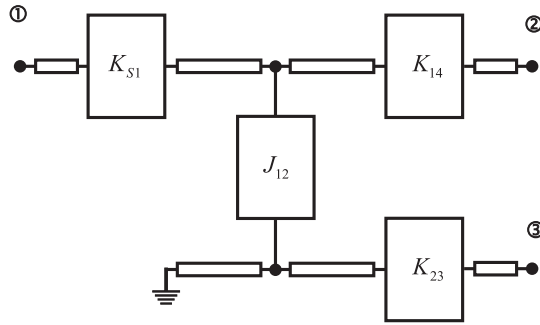 ①
②
K_{S1}
K_{14}
J_{12}
③
K_{23}